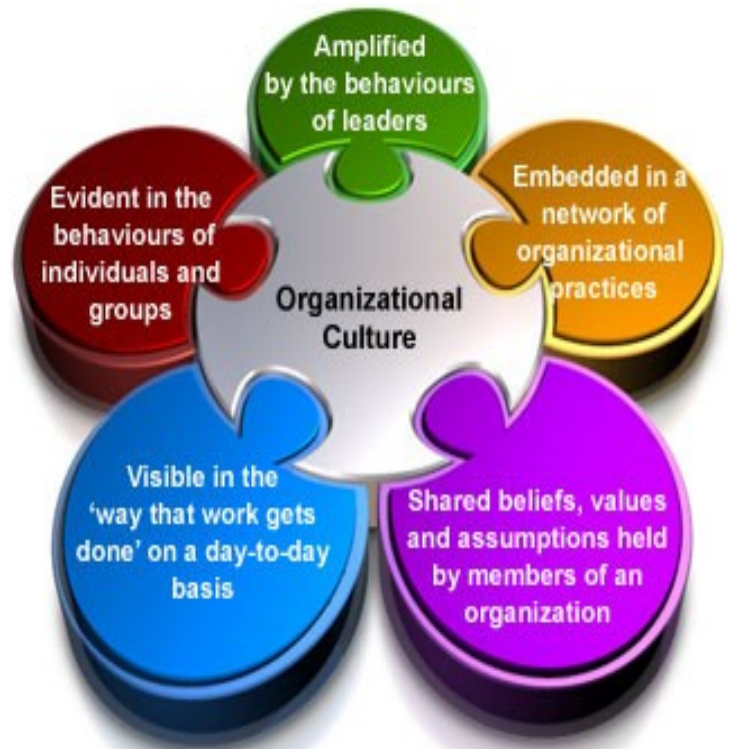 Amplified
by the behaviours
of leaders
Evident in the
behaviours of
individuals and
groups
Embedded in a
network of
organizational
practices
Organizational
Culture
Visible in the
‘way that work gets
done’ on a day-to-day
basis
Shared beliefs, values
and assumptions held
by members of an
organization